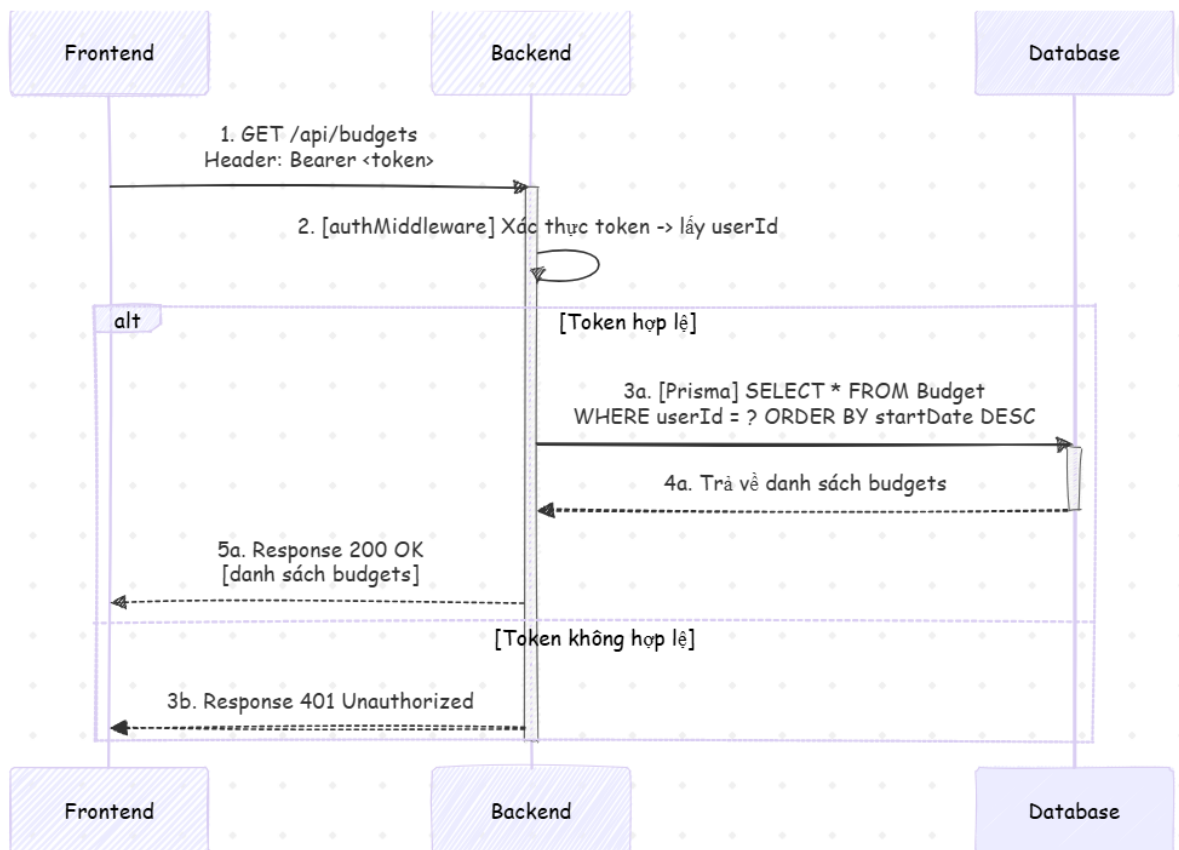 Frontend
Backend
Database
1. GET /api/budgets
Header: Bearer <token>
2. [authMiddleware] Xác thực token -> lấy userId
alt
[Token hợp lệ]
3a. [Prisma] SELECT * FROM Budget
WHERE userId = ? ORDER BY startDate DESC
4a. Trả về danh sách budgets
5a. Response 200 OK
[danh sách budgets]
[Token không hợp lệ]
3b. Response 401 Unauthorized
Frontend
Backend
Database